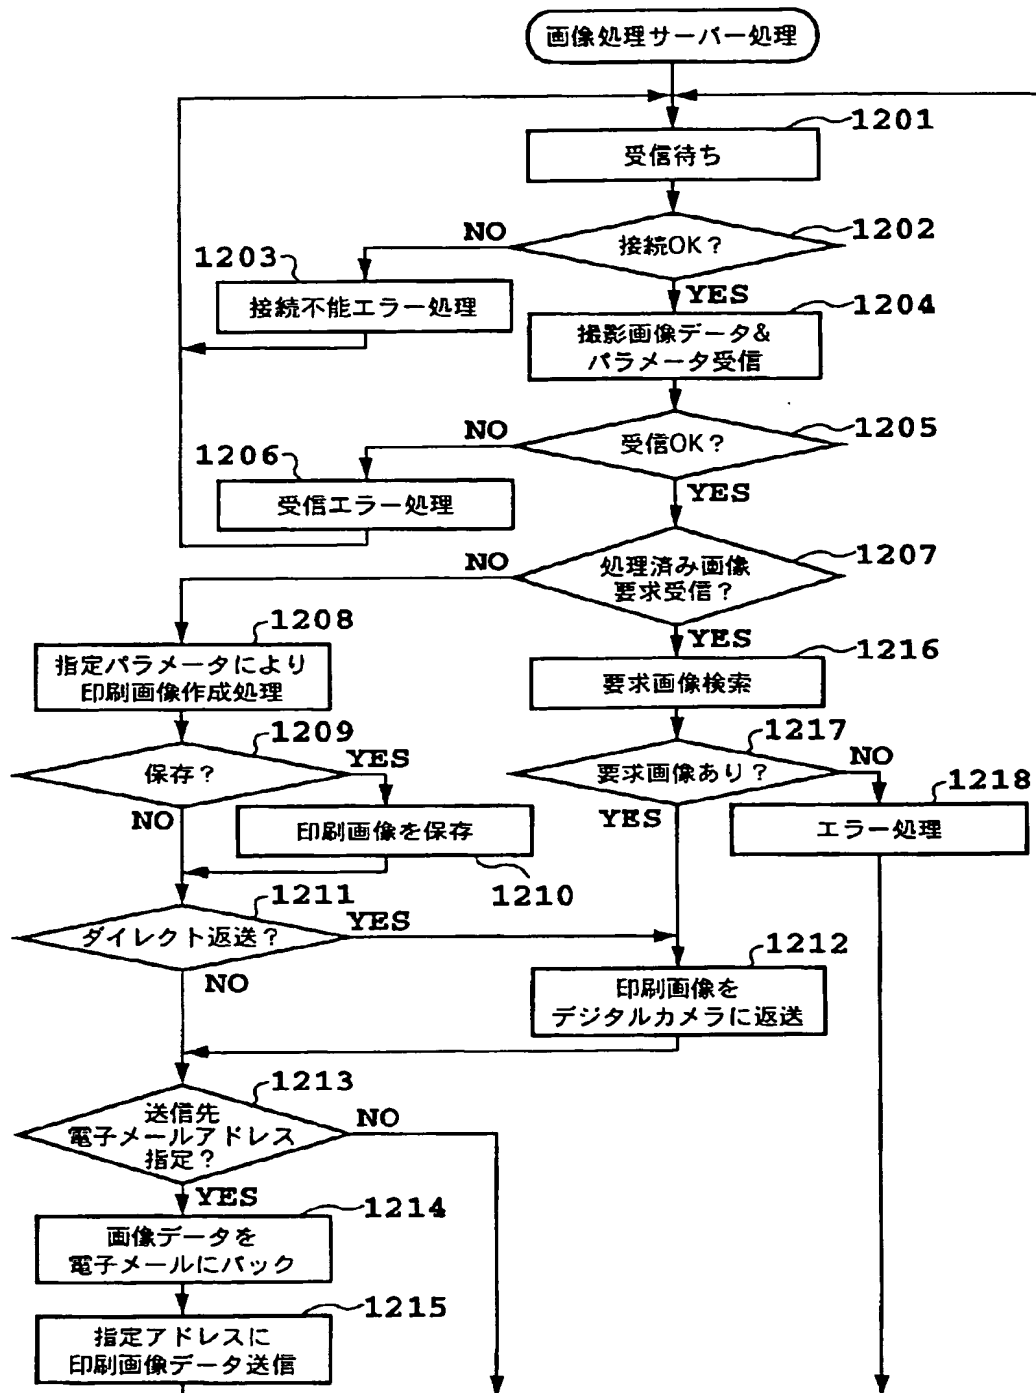 画像処理サーバー処理
1201
受信待ち
1202
接続OK?
NO
YES
1203
接続不能エラー処理
1204
撮影画像データ&
パラメータ受信
1205
受信OK?
NO
YES
1206
受信エラー処理
1207
処理済み画像
要求受信?
NO
YES
1208
指定パラメータにより
印刷画像作成処理
1216
要求画像検索
1209
保存?
YES
NO
1217
要求画像あり?
NO
YES
1218
エラー処理
印刷画像を保存
1210
1211
ダイレクト返送?
YES
NO
1212
印刷画像を
デジタルカメラに返送
1213
送信先
電子メールアドレス
指定?
NO
YES
1214
画像データを
電子メールにパック
1215
指定アドレスに
印刷画像データ送信